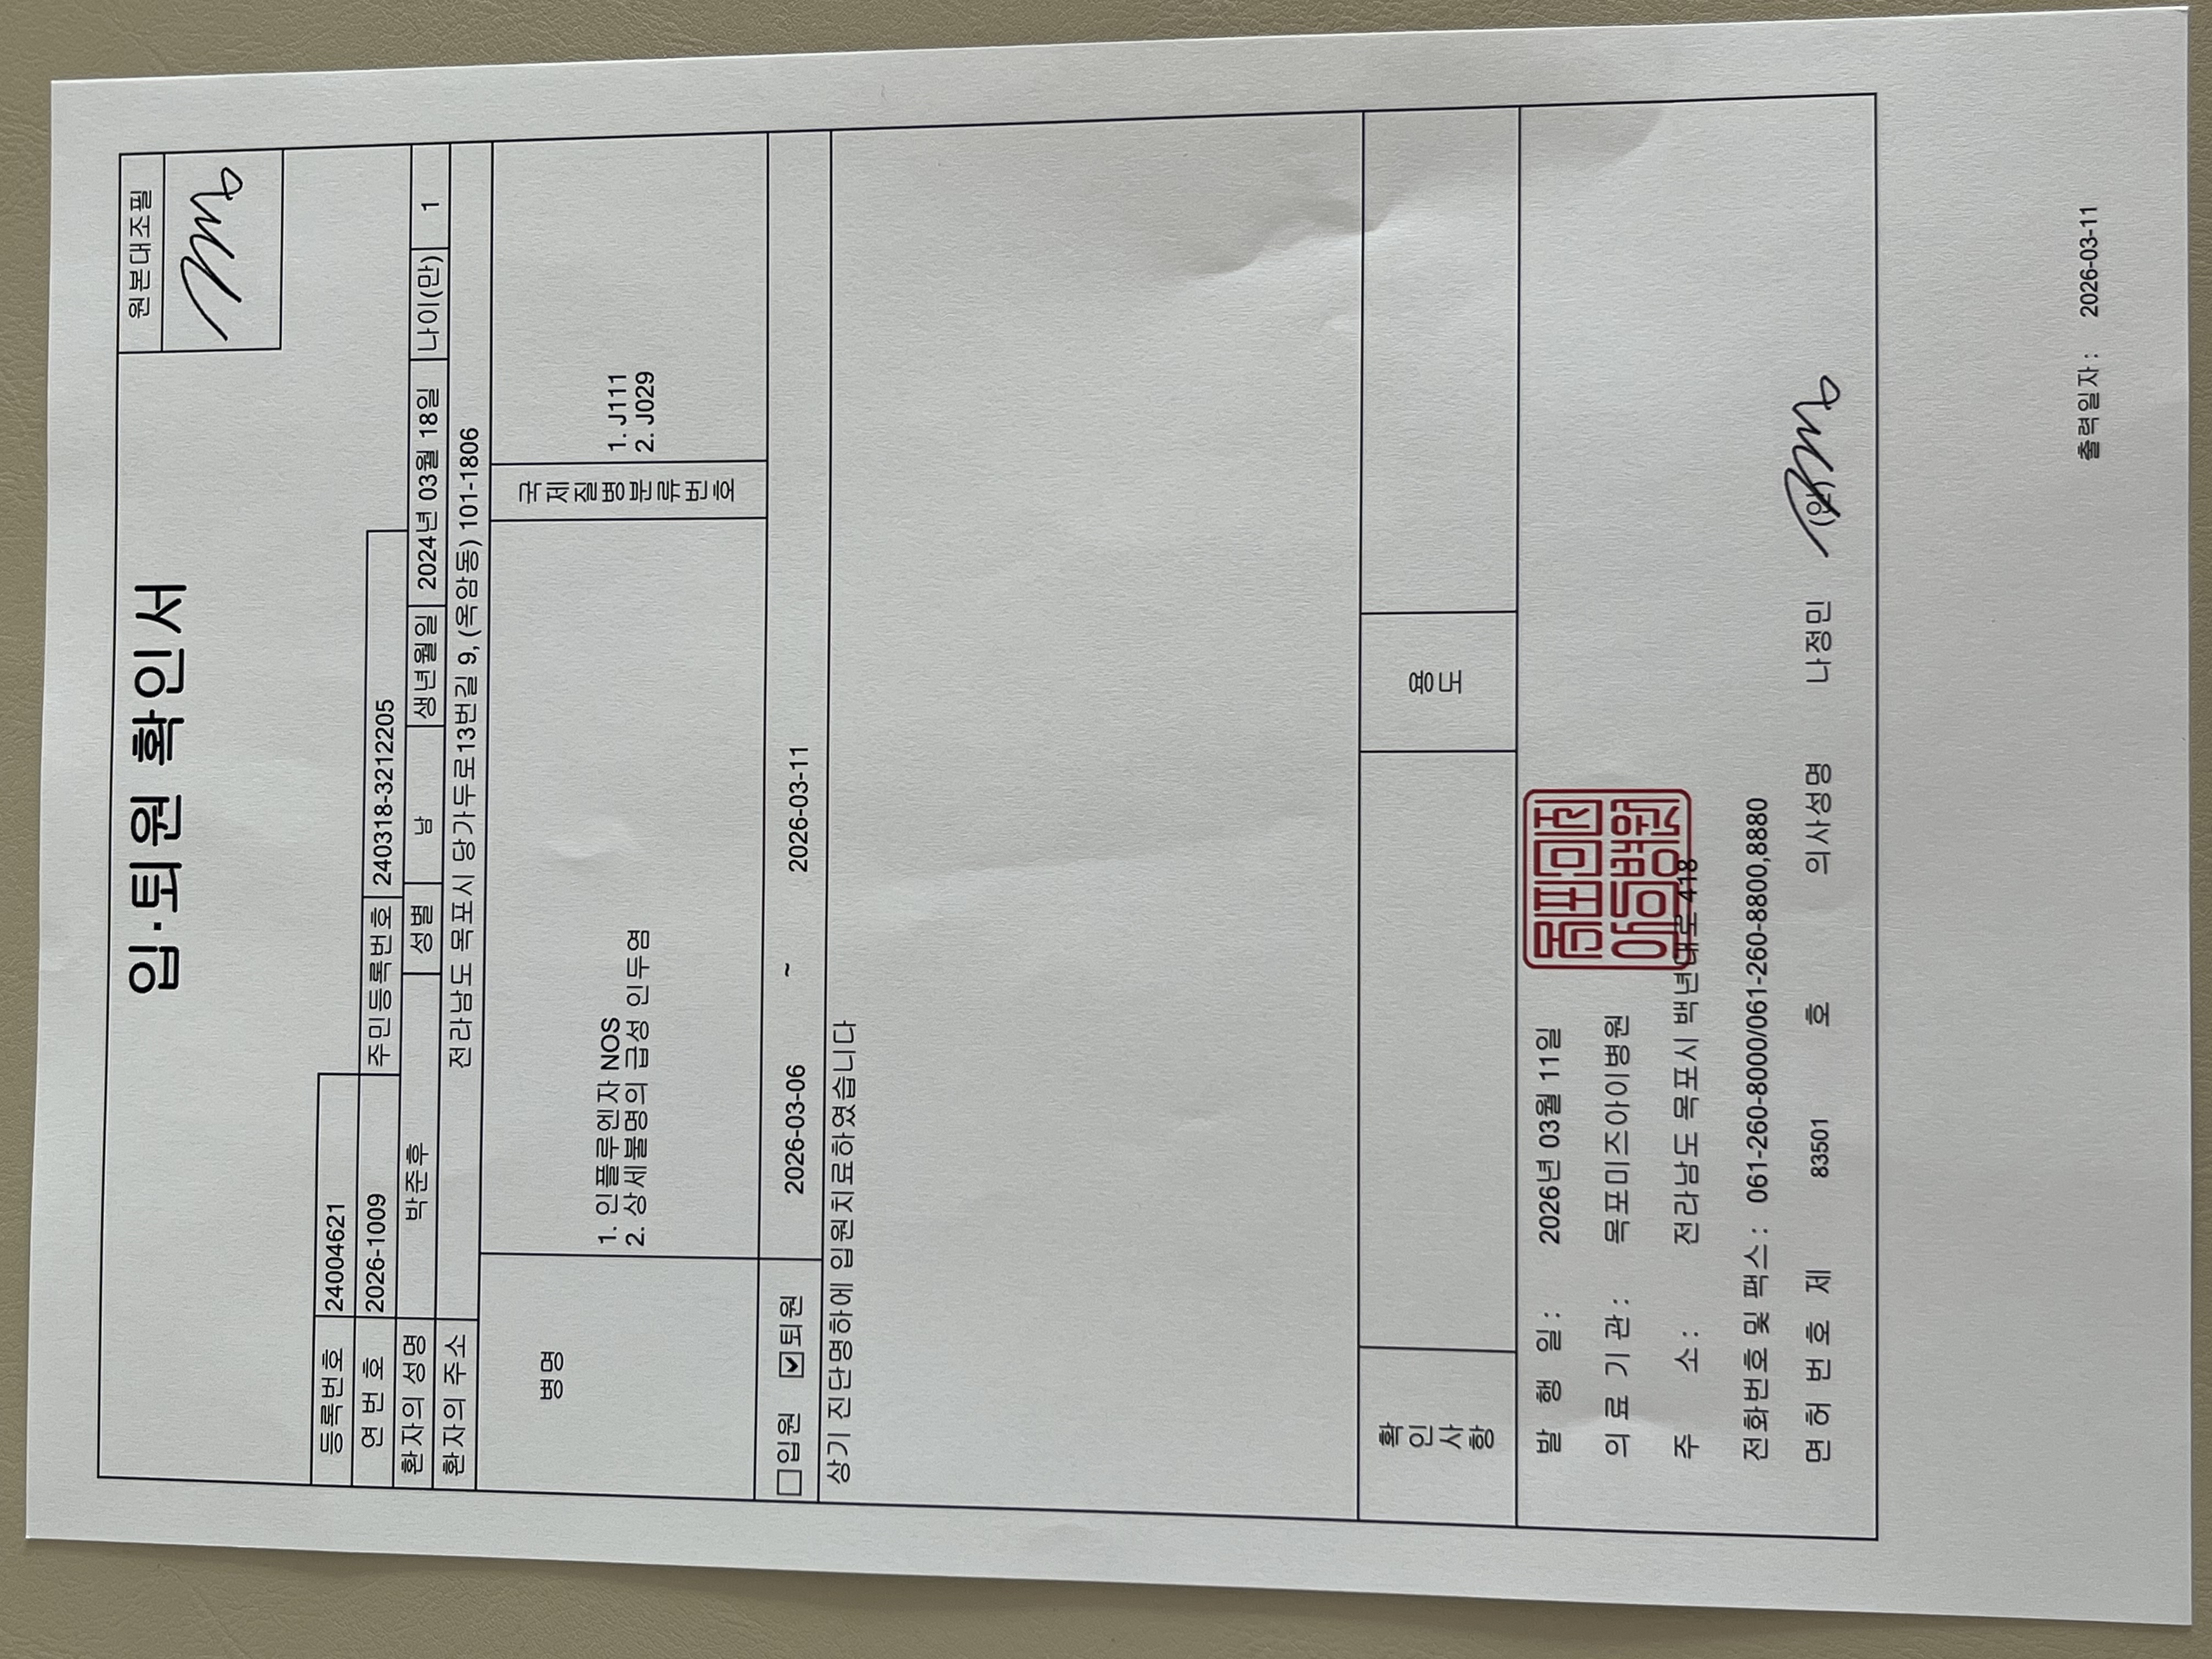 입·퇴원 확인서
원본대조필
등록번호 24004621
연 번 호 2026-1009 주민등록번호 240318-3212205
환자의 성명 박준후 성별 남 생년월일 2024년 03월 18일 나이(만) 1
환자의 주소 전라남도 목포시 당가두로13번길 9, (옥암동) 101-1806
병명
1. 인플루엔자 NOS
2. 상세불명의 급성 인두염
국제질병분류번호
1. J111
2. J029
입원 퇴원 2026-03-06 ~ 2026-03-11
상기 진단명하에 입원치료하였습니다
확인사항 용도
발 행 일 : 2026년 03월 11일
의 료 기 관 : 목포미즈아이병원
주 소 : 전라남도 목포시 백년대로 418
전화번호 및 팩스 : 061-260-8000/061-260-8800,8880
면 허 번 호 제 83501 호 의사성명 나정민 (인)
출력일자 : 2026-03-11